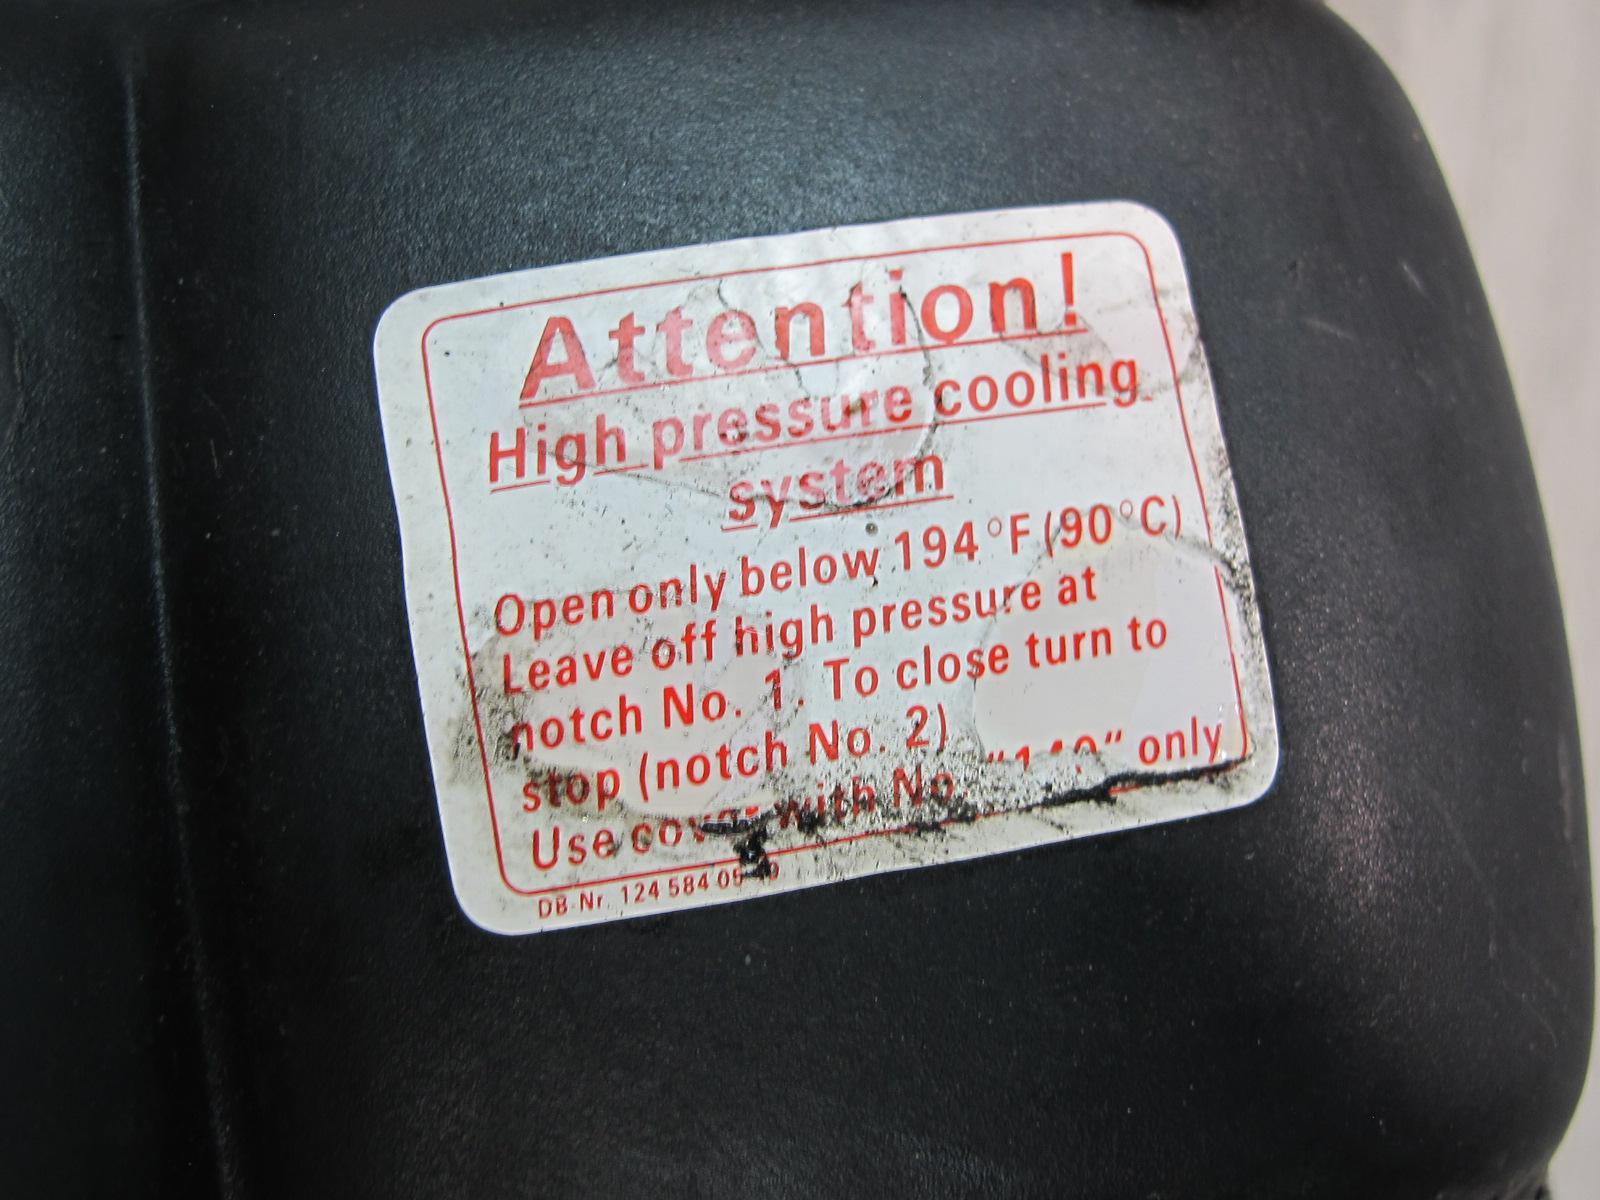 Attention!
High pressure cooling
system
Open only below 194°F (90°C)
Leave off high pressure at
notch No. 1. To close turn to
stop (notch No. 2)
Use cover with No. only
DB-Nr. 124 584 05